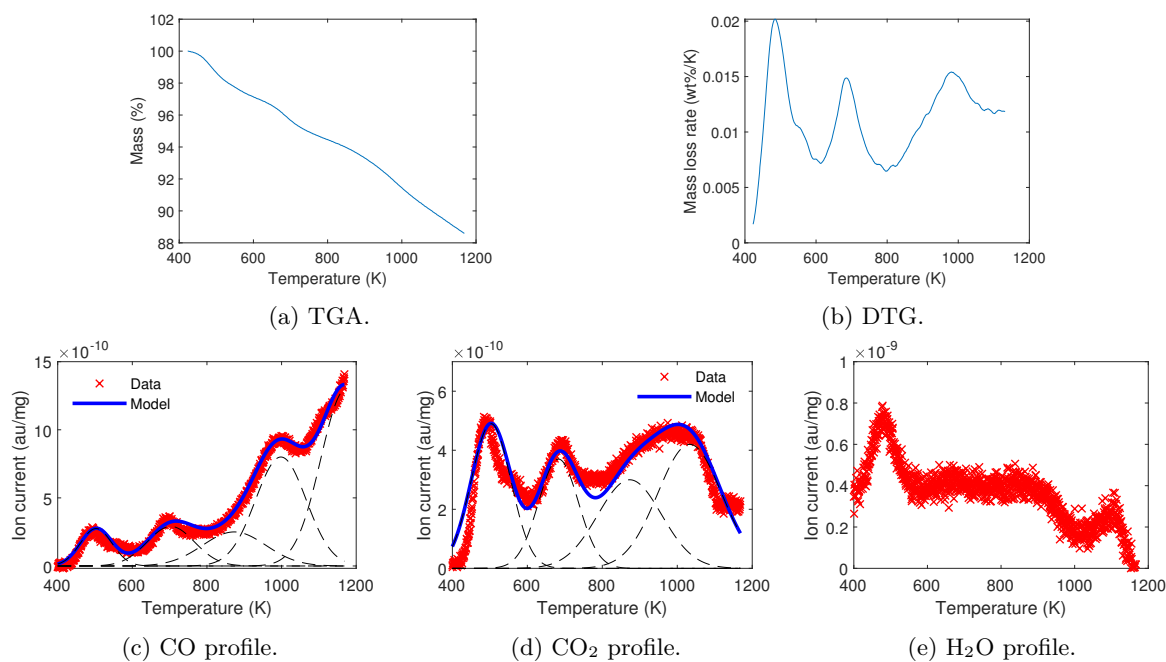 102
100
98
96
94
92
90
88
Mass (%)
400 600 800 1000 1200
Temperature (K)
(a) TGA.
0.02
0.015
0.01
0.005
0
Mass loss rate (wt%/K)
400 600 800 1000 1200
Temperature (K)
(b) DTG.
×10⁻¹⁰
15
10
5
0
Ion current (au/mg)
Data
Model
400 600 800 1000 1200
Temperature (K)
(c) CO profile.
×10⁻¹⁰
6
4
2
0
Ion current (au/mg)
Data
Model
400 600 800 1000 1200
Temperature (K)
(d) CO₂ profile.
×10⁻⁹
1
0.8
0.6
0.4
0.2
0
Ion current (au/mg)
400 600 800 1000 1200
Temperature (K)
(e) H₂O profile.